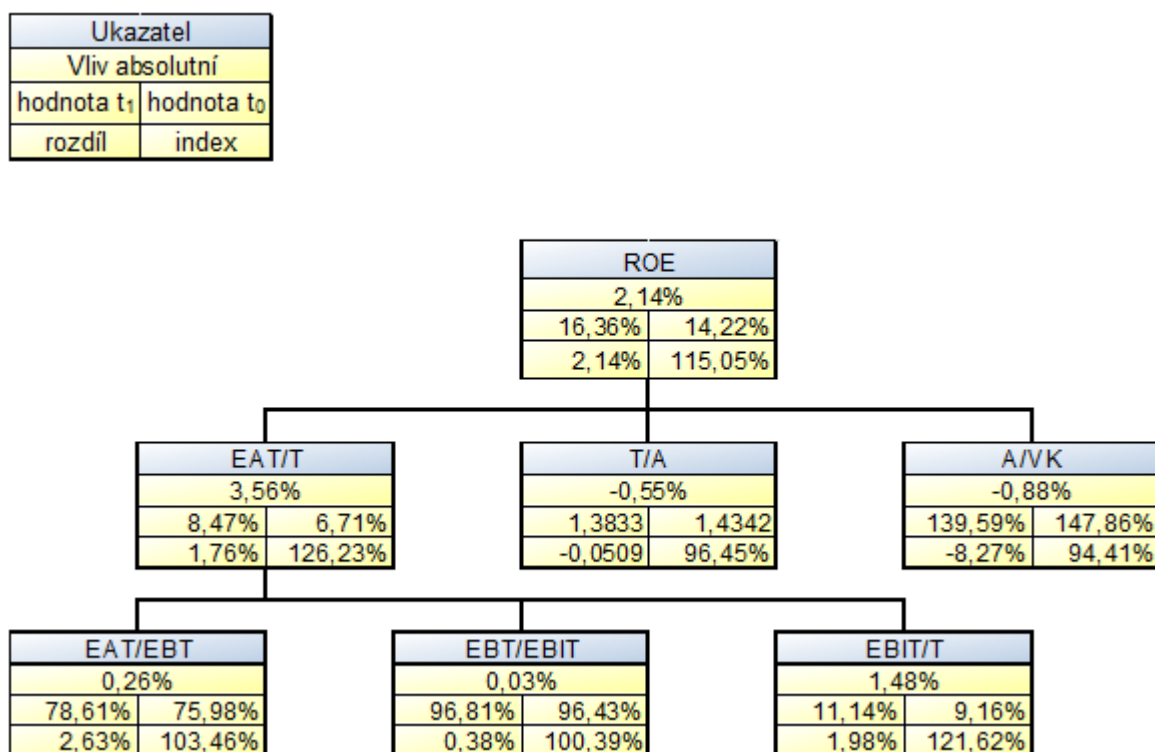 Ukazatel
Vliv absolutní
hodnota t₁ hodnota t₀
rozdíl index
ROE
2,14%
16,36% 14,22%
2,14% 115,05%
EAT/T T/A A/VK
3,56% -0,55% -0,88%
8,47% 6,71% 1,3833 1,4342 139,59% 147,86%
1,76% 126,23% -0,0509 96,45% -8,27% 94,41%
EAT/EBT EBT/EBIT EBIT/T
0,26% 0,03% 1,48%
78,61% 75,98% 96,81% 96,43% 11,14% 9,16%
2,63% 103,46% 0,38% 100,39% 1,98% 121,62%